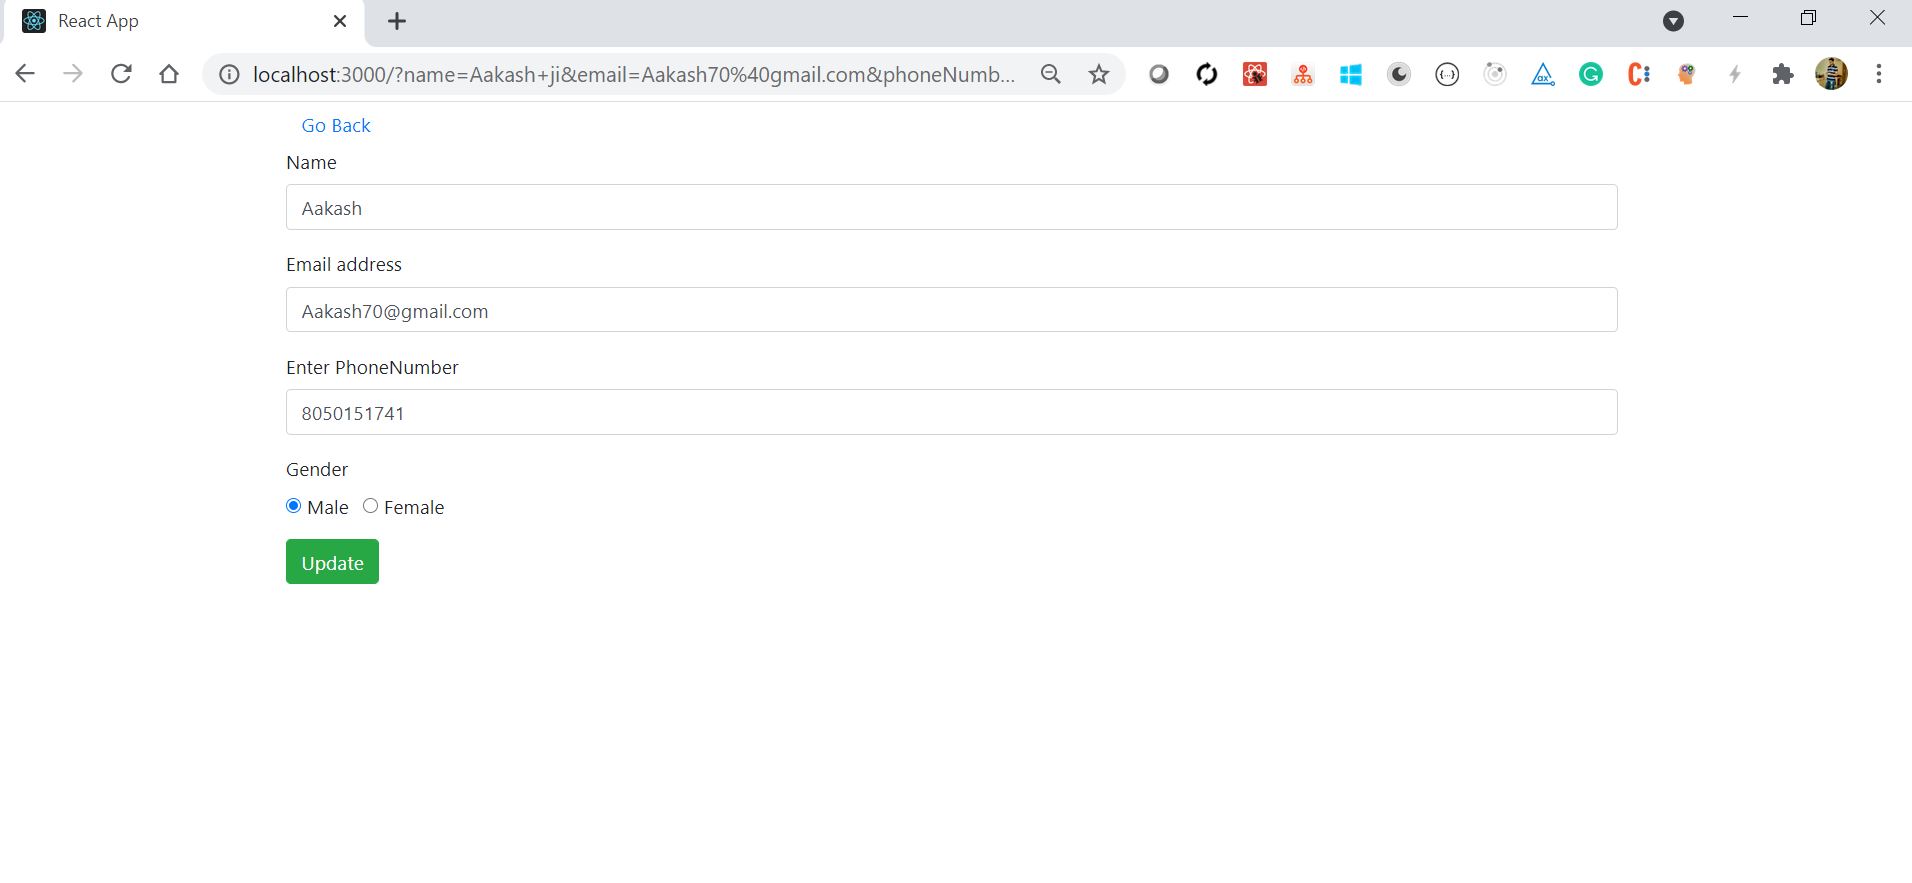 React App
localhost:3000/?name=Aakash+ji&email=Aakash70%40gmail.com&phoneNumb...
Go Back
Name
Aakash
Email address
Aakash70@gmail.com
Enter PhoneNumber
8050151741
Gender
Male Female
Update